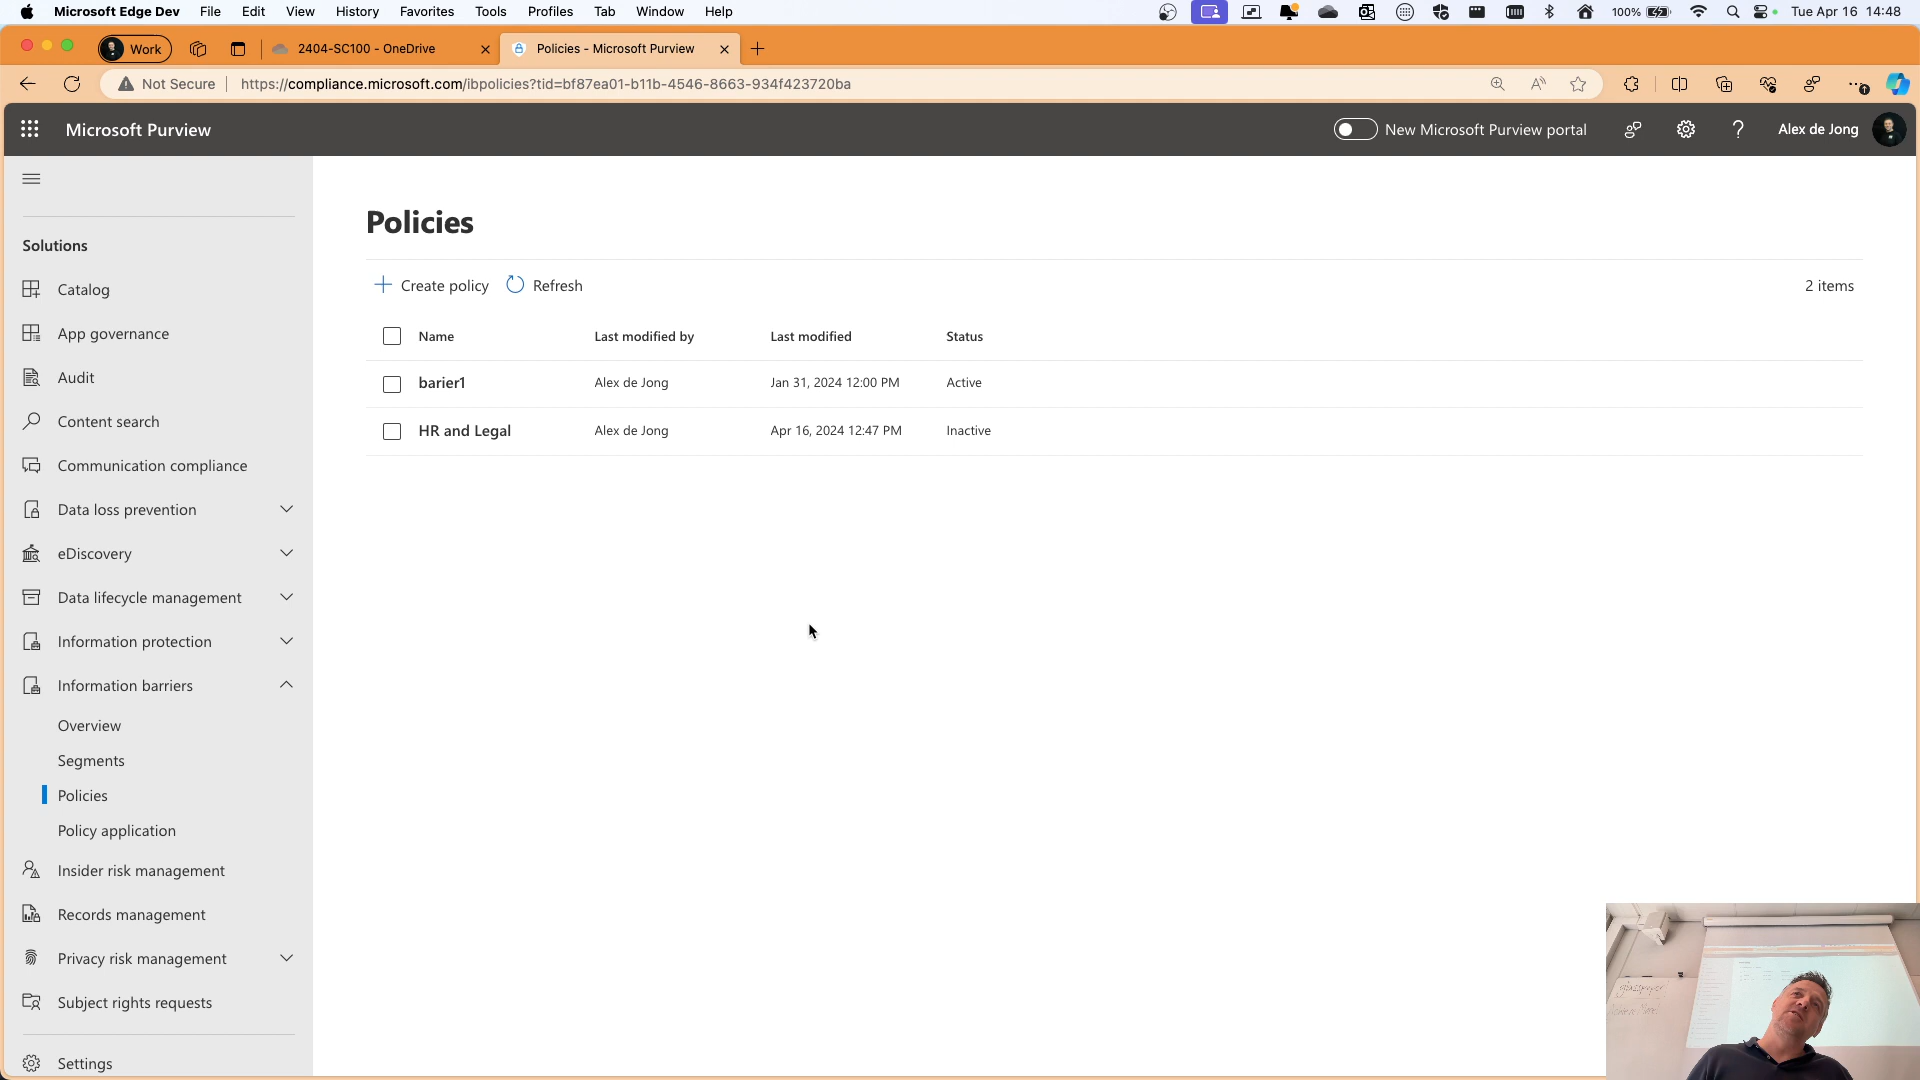 Microsoft Edge Dev File Edit View History Favorites Tools Profiles Tab Window Help 100% Tue Apr 16 14:48
Work 2404-SC100 - OneDrive Policies - Microsoft Purview
Not Secure https://compliance.microsoft.com/ibpolicies?tid=bf87ea01-b11b-4546-8663-934f423720ba
Microsoft Purview New Microsoft Purview portal Alex de Jong
Solutions
Catalog
App governance
Audit
Content search
Communication compliance
Data loss prevention
eDiscovery
Data lifecycle management
Information protection
Information barriers
Overview
Segments
Policies
Policy application
Insider risk management
Records management
Privacy risk management
Subject rights requests
Settings
Policies
Create policy Refresh 2 items
Name Last modified by Last modified Status
barier1 Alex de Jong Jan 31, 2024 12:00 PM Active
HR and Legal Alex de Jong Apr 16, 2024 12:47 PM Inactive